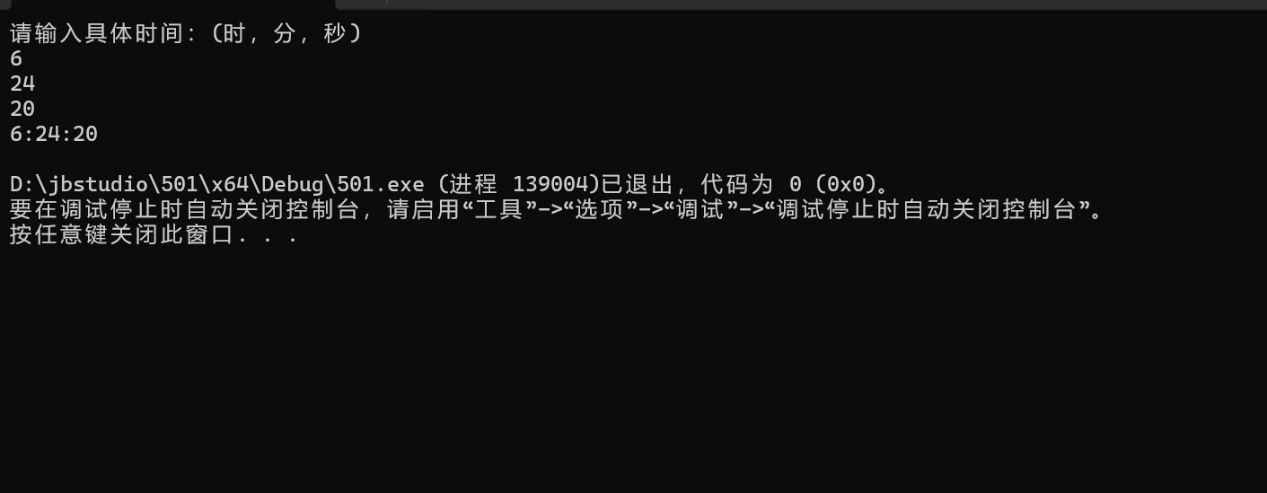 请输入具体时间：(时，分，秒)
6
24
20
6:24:20
D:\jbstudio\501\x64\Debug\501.exe (进程 139004)已退出，代码为 0 (0x0)。
要在调试停止时自动关闭控制台，请启用“工具”->“选项”->“调试”->“调试停止时自动关闭控制台”。
按任意键关闭此窗口. . .